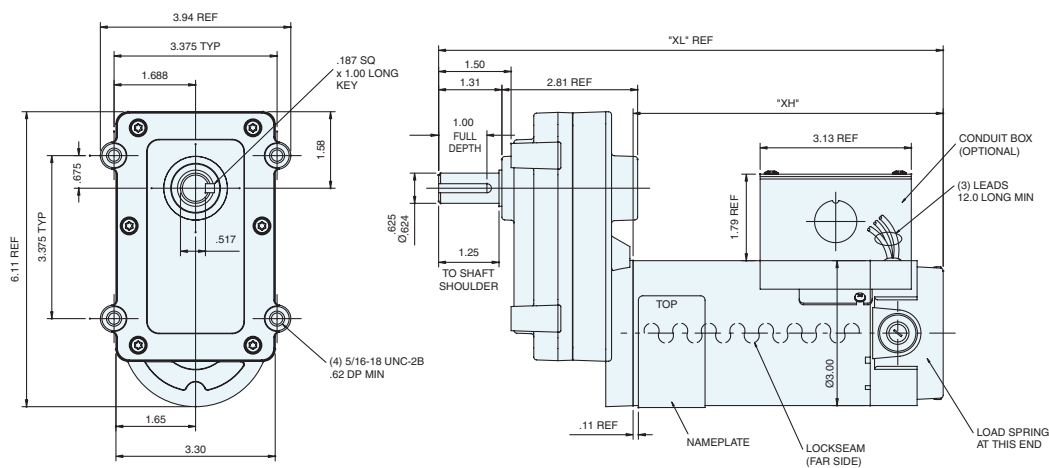 3.94 REF
3.375 TYP
1.688
.187 SQ
x 1.00 LONG
KEY
1.58
.675
3.375 TYP
6.11 REF
.517
(4) 5/16-18 UNC-2B
.62 DP MIN
1.65
3.30
"XL" REF
1.50
1.31
2.81 REF
"XH"
1.00
FULL
DEPTH
3.13 REF
CONDUIT BOX
(OPTIONAL)
(3) LEADS
12.0 LONG MIN
1.79 REF
.625
Ø.624
1.25
TO SHAFT
SHOULDER
TOP
Ø3.00
.11 REF
NAMEPLATE
LOCKSEAM
(FAR SIDE)
LOAD SPRING
AT THIS END